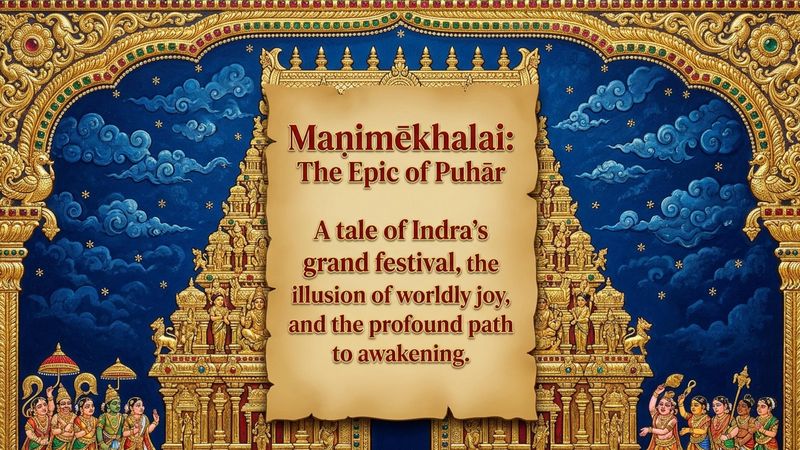 Maṇimēkhalai:
The Epic of Puhār
A tale of Indra’s
grand festival, the
illusion of worldly joy,
and the profound path
to awakening.